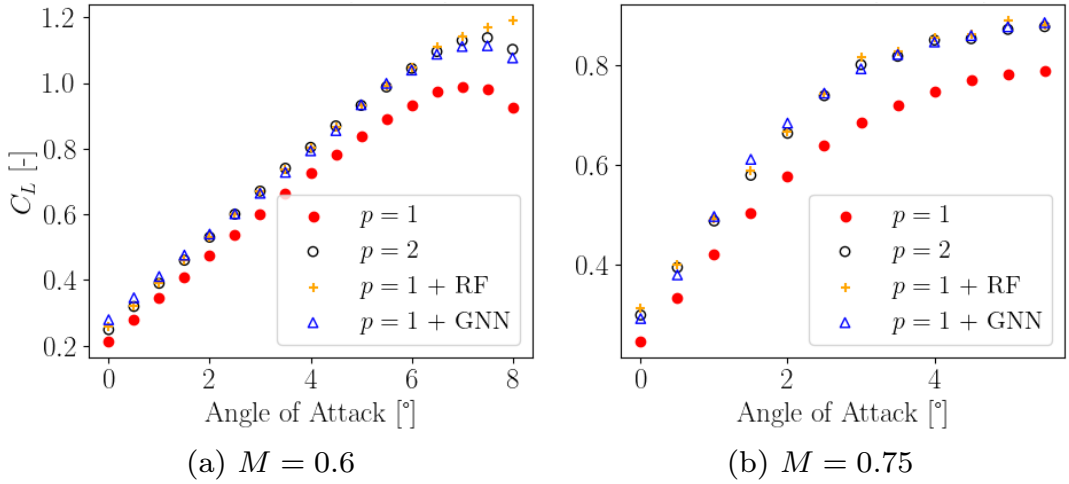 1.2
1.0
0.8
0.6
0.4
0.2
C_L [-]
p = 1
p = 2
p = 1 + RF
p = 1 + GNN
0 2 4 6 8
Angle of Attack [°]
(a) M = 0.6
0.8
0.6
0.4
p = 1
p = 2
p = 1 + RF
p = 1 + GNN
0 2 4
Angle of Attack [°]
(b) M = 0.75